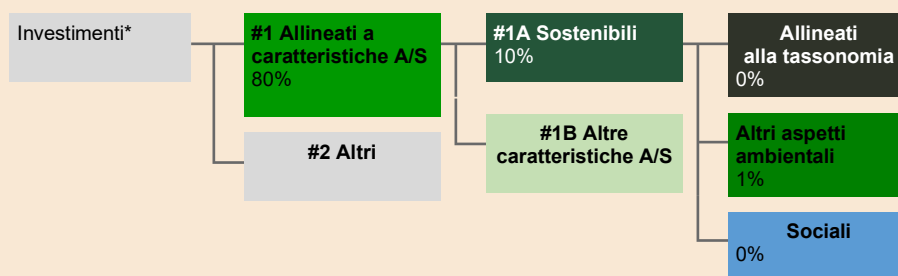 Investimenti*
#1 Allineati a
caratteristiche A/S
80%
#2 Altri
#1A Sostenibili
10%
#1B Altre
caratteristiche A/S
Allineati
alla tassonomia
0%
Altri aspetti
ambientali
1%
Sociali
0%